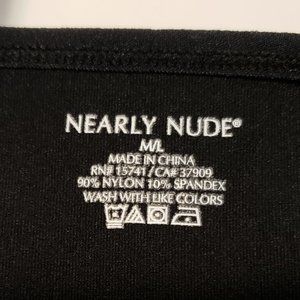 NEARLY NUDE®
M/L
MADE IN CHINA
RN# 15741 / CA# 37909
90% NYLON 10% SPANDEX
WASH WITH LIKE COLORS